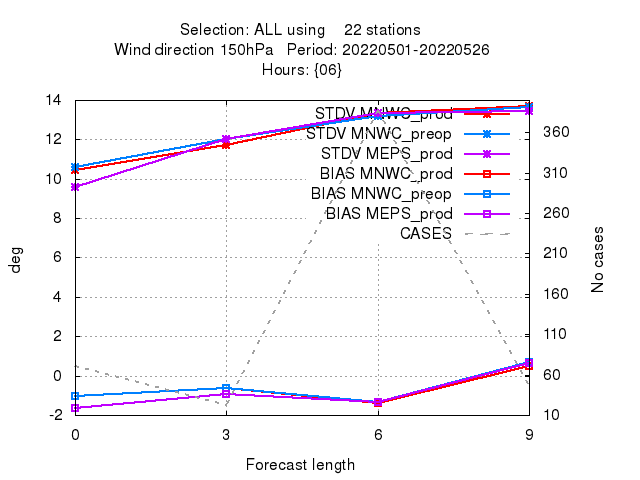 Selection: ALL using 22 stations
Wind direction 150hPa Period: 20220501-20220526
Hours: {06}
14
12
10
8
6
4
2
0
-2
deg
STDV MNWC_prod
STDV MNWC_preop
STDV MEPS_prod
BIAS MNWC_prod
BIAS MNWC_preop
BIAS MEPS_prod
CASES
360
310
260
210
160
110
60
10
No cases
0 3 6 9
Forecast length